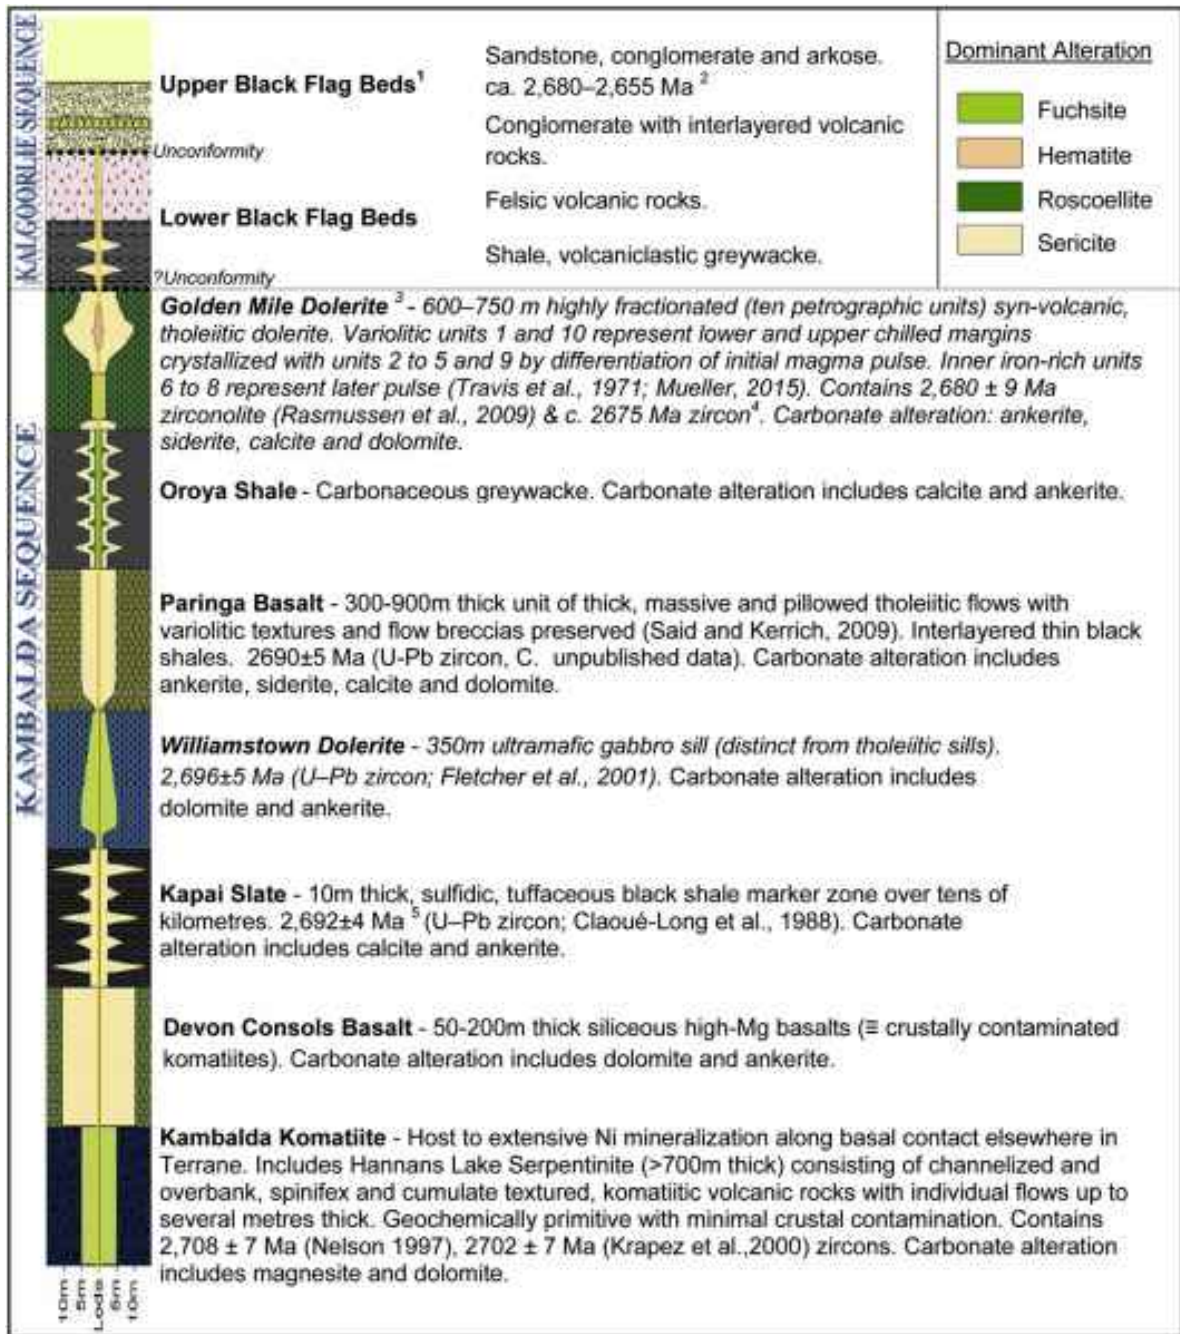 KALGOORLIE SEQUENCE
KAMBALDA SEQUENCE
Upper Black Flag Beds¹
Sandstone, conglomerate and arkose.
ca. 2,680–2,655 Ma ²
Conglomerate with interlayered volcanic
rocks.
Unconformity
Lower Black Flag Beds
Felsic volcanic rocks.
Shale, volcaniclastic greywacke.
?Unconformity
Dominant Alteration
Fuchsite
Hematite
Roscoellite
Sericite
Golden Mile Dolerite ³ - 600–750 m highly fractionated (ten petrographic units) syn-volcanic,
tholeiitic dolerite. Variolitic units 1 and 10 represent lower and upper chilled margins
crystallized with units 2 to 5 and 9 by differentiation of initial magma pulse. Inner iron-rich units
6 to 8 represent later pulse (Travis et al., 1971; Mueller, 2015). Contains 2,680 ± 9 Ma
zirconolite (Rasmussen et al., 2009) & c. 2675 Ma zircon⁴. Carbonate alteration: ankerite,
siderite, calcite and dolomite.
Oroya Shale - Carbonaceous greywacke. Carbonate alteration includes calcite and ankerite.
Paringa Basalt - 300-900m thick unit of thick, massive and pillowed tholeiitic flows with
variolitic textures and flow breccias preserved (Said and Kerrich, 2009). Interlayered thin black
shales. 2690±5 Ma (U-Pb zircon, C. unpublished data). Carbonate alteration includes
ankerite, siderite, calcite and dolomite.
Williamstown Dolerite - 350m ultramafic gabbro sill (distinct from tholeiitic sills).
2,696±5 Ma (U–Pb zircon; Fletcher et al., 2001). Carbonate alteration includes
dolomite and ankerite.
Kapai Slate - 10m thick, sulfidic, tuffaceous black shale marker zone over tens of
kilometres. 2,692±4 Ma ⁵ (U–Pb zircon; Claoué-Long et al., 1988). Carbonate
alteration includes calcite and ankerite.
Devon Consols Basalt - 50-200m thick siliceous high-Mg basalts (≡ crustally contaminated
komatiites). Carbonate alteration includes dolomite and ankerite.
Kambalda Komatiite - Host to extensive Ni mineralization along basal contact elsewhere in
Terrane. Includes Hannans Lake Serpentinite (>700m thick) consisting of channelized and
overbank, spinifex and cumulate textured, komatiitic volcanic rocks with individual flows up to
several metres thick. Geochemically primitive with minimal crustal contamination. Contains
2,708 ± 7 Ma (Nelson 1997), 2702 ± 7 Ma (Krapez et al.,2000) zircons. Carbonate alteration
includes magnesite and dolomite.
10m
5m
Lods
5m
10m